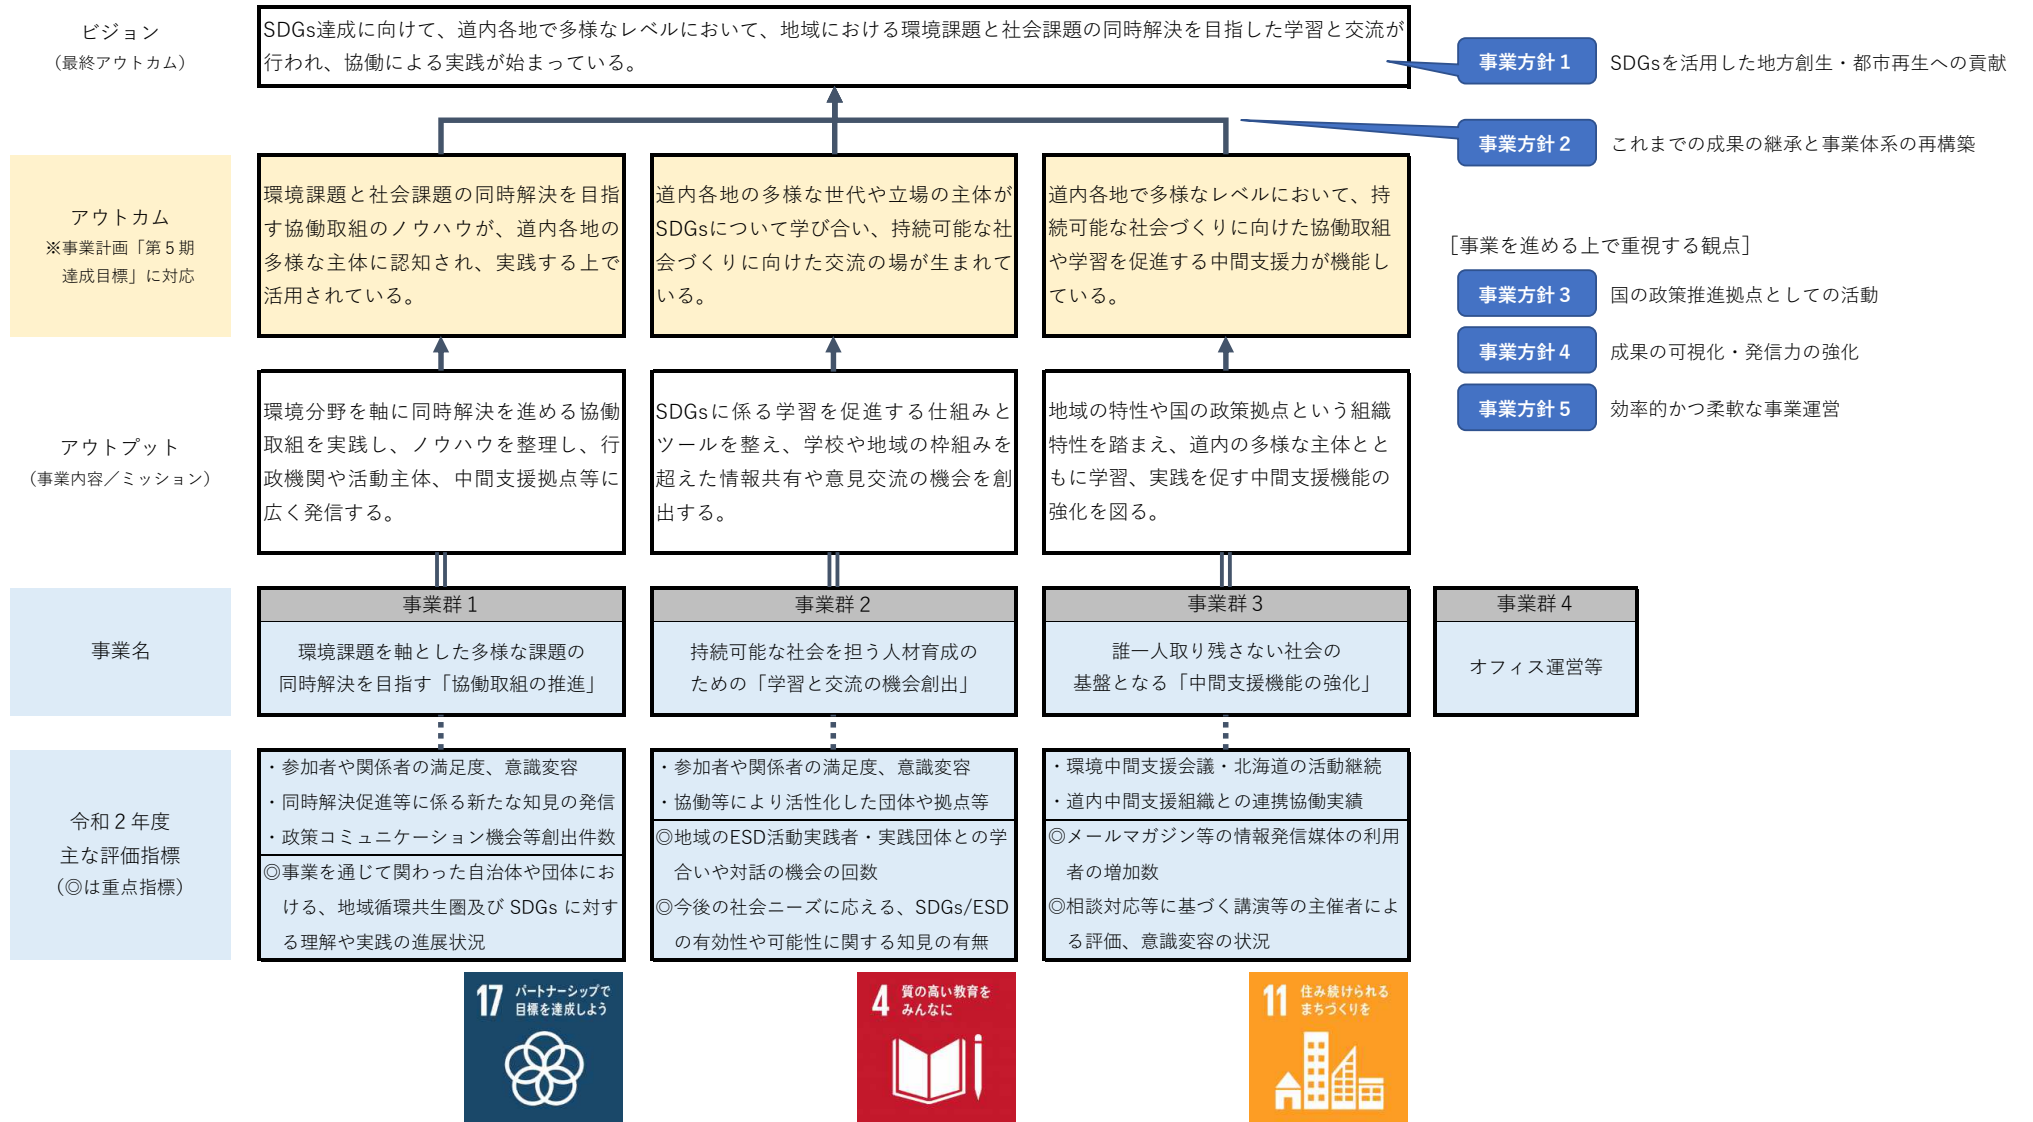 ビジョン
（最終アウトカム）
SDGs達成に向けて、道内各地で多様なレベルにおいて、地域における環境課題と社会課題の同時解決を目指した学習と交流が
行われ、協働による実践が始まっている。
事業方針１
SDGsを活用した地方創生・都市再生への貢献
事業方針２
これまでの成果の継承と事業体系の再構築
アウトカム
※事業計画「第５期
達成目標」に対応
環境課題と社会課題の同時解決を目指
す協働取組のノウハウが、道内各地の
多様な主体に認知され、実践する上で
活用されている。
道内各地の多様な世代や立場の主体が
SDGsについて学び合い、持続可能な社
会づくりに向けた交流の場が生まれて
いる。
道内各地で多様なレベルにおいて、持
続可能な社会づくりに向けた協働取組
や学習を促進する中間支援力が機能し
ている。
［事業を進める上で重視する観点］
事業方針３
国の政策推進拠点としての活動
事業方針４
成果の可視化・発信力の強化
事業方針５
効率的かつ柔軟な事業運営
アウトプット
（事業内容／ミッション）
環境分野を軸に同時解決を進める協働
取組を実践し、ノウハウを整理し、行
政機関や活動主体、中間支援拠点等に
広く発信する。
SDGsに係る学習を促進する仕組みと
ツールを整え、学校や地域の枠組みを
超えた情報共有や意見交流の機会を創
出する。
地域の特性や国の政策拠点という組織
特性を踏まえ、道内の多様な主体とと
もに学習、実践を促す中間支援機能の
強化を図る。
事業名
事業群１
環境課題を軸とした多様な課題の
同時解決を目指す「協働取組の推進」
事業群２
持続可能な社会を担う人材育成の
ための「学習と交流の機会創出」
事業群３
誰一人取り残さない社会の
基盤となる「中間支援機能の強化」
事業群４
オフィス運営等
令和２年度
主な評価指標
（◎は重点指標）
・参加者や関係者の満足度、意識変容
・同時解決促進等に係る新たな知見の発信
・政策コミュニケーション機会等創出件数
◎事業を通じて関わった自治体や団体にお
ける、地域循環共生圏及び SDGs に対す
る理解や実践の進展状況
・参加者や関係者の満足度、意識変容
・協働等により活性化した団体や拠点等
◎地域のESD活動実践者・実践団体との学
合いや対話の機会の回数
◎今後の社会ニーズに応える、SDGs/ESD
の有効性や可能性に関する知見の有無
・環境中間支援会議・北海道の活動継続
・道内中間支援組織との連携協働実績
◎メールマガジン等の情報発信媒体の利用
者の増加数
◎相談対応等に基づく講演等の主催者によ
る評価、意識変容の状況
17 パートナーシップで
目標を達成しよう
4 質の高い教育を
みんなに
11 住み続けられる
まちづくりを